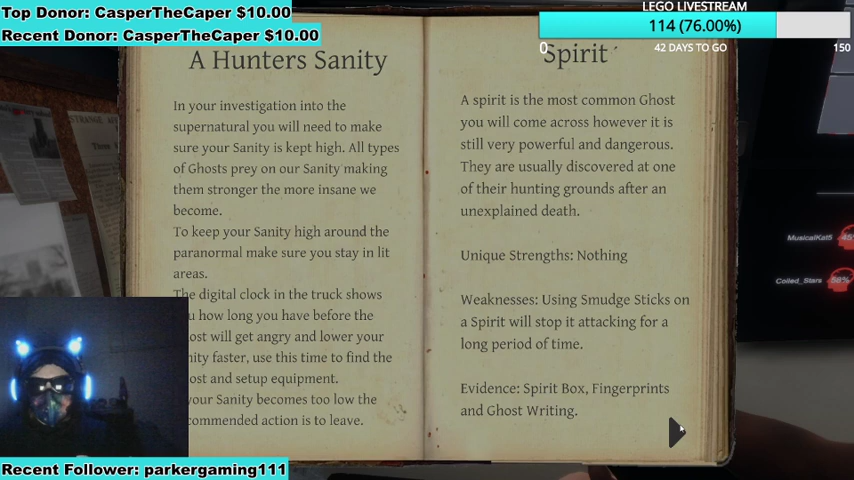 Top Donor: CasperTheCaper $10.00
Recent Donor: CasperTheCaper $10.00
LEGO LIVESTREAM
114 (76.00%)
0
42 DAYS TO GO
150
A Hunters Sanity
In your investigation into the
supernatural you will need to make
sure your Sanity is kept high. All types
of Ghosts prey on our Sanity making
them stronger the more insane we
become.
To keep your Sanity high around the
paranormal make sure you stay in lit
areas.
The digital clock in the truck shows
u how long you have before the
ost will get angry and lower your
nity faster, use this time to find the
ost and setup equipment.
your Sanity becomes too low the
commended action is to leave.
Spirit
A spirit is the most common Ghost
you will come across however it is
still very powerful and dangerous.
They are usually discovered at one
of their hunting grounds after an
unexplained death.
Unique Strengths: Nothing
Weaknesses: Using Smudge Sticks on
a Spirit will stop it attacking for a
long period of time.
Evidence: Spirit Box, Fingerprints
and Ghost Writing.
MusicalKat5
Coiled_Stars
Recent Follower: parkergaming111